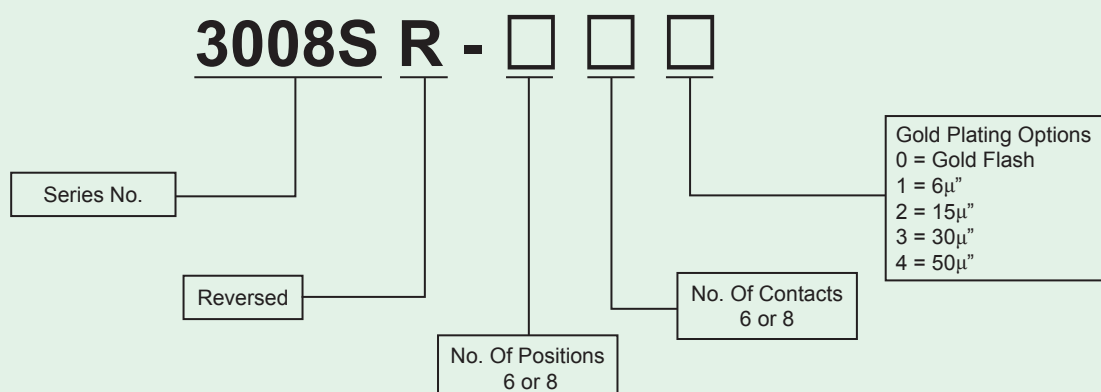 3008S R - □ □ □
Gold Plating Options
0 = Gold Flash
1 = 6μ”
2 = 15μ”
3 = 30μ”
4 = 50μ”
Series No.
Reversed
No. Of Contacts
6 or 8
No. Of Positions
6 or 8